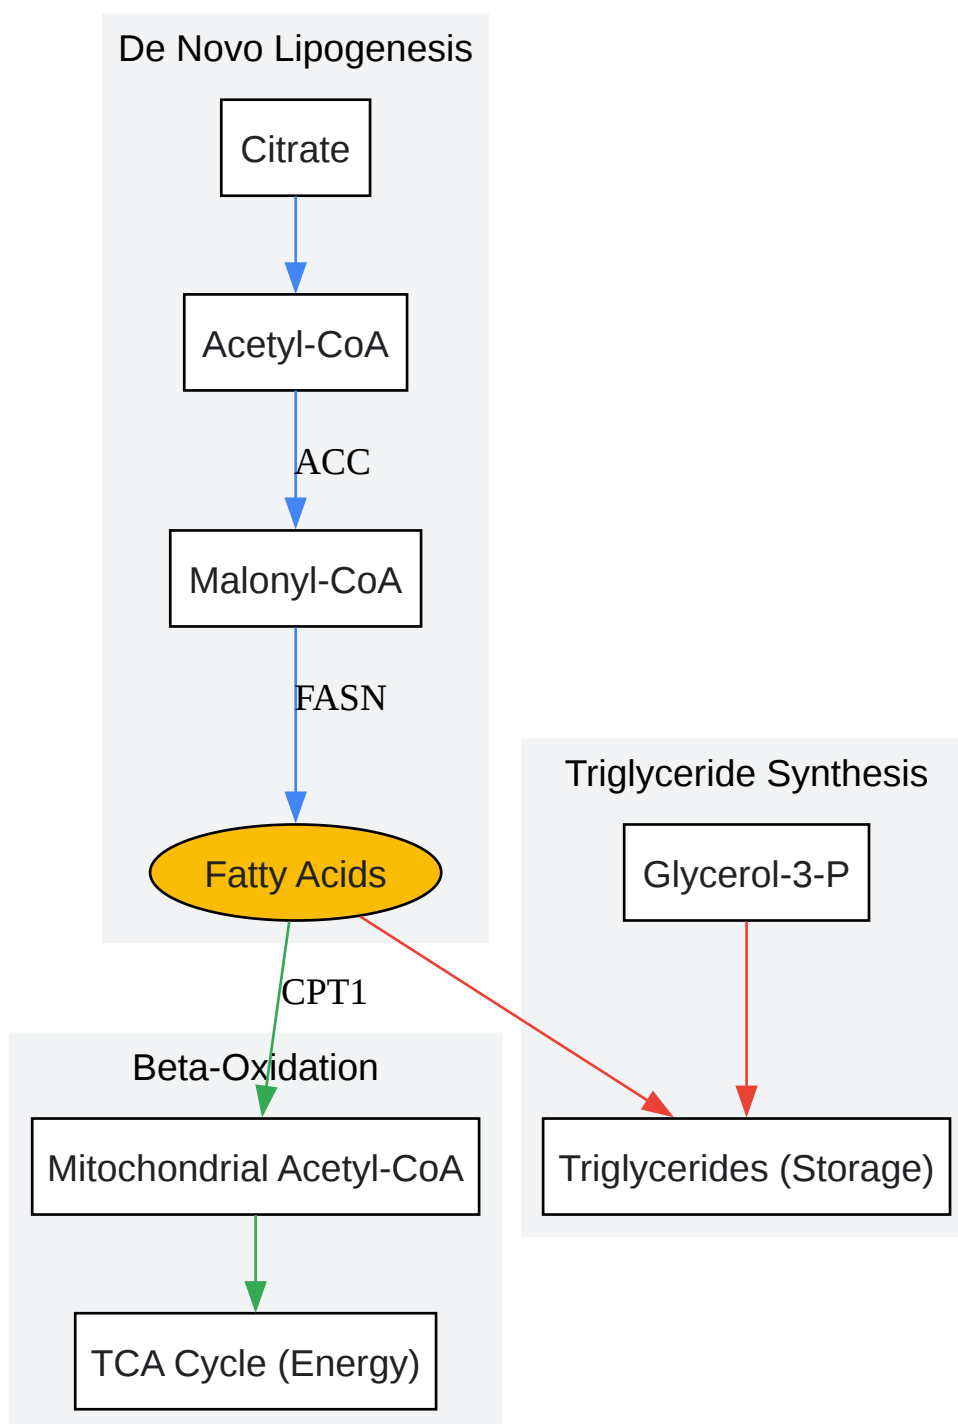 De Novo Lipogenesis
Citrate
Acetyl-CoA
ACC
Malonyl-CoA
FASN
Fatty Acids
Triglyceride Synthesis
Glycerol-3-P
CPT1
Beta-Oxidation
Mitochondrial Acetyl-CoA
Triglycerides (Storage)
TCA Cycle (Energy)